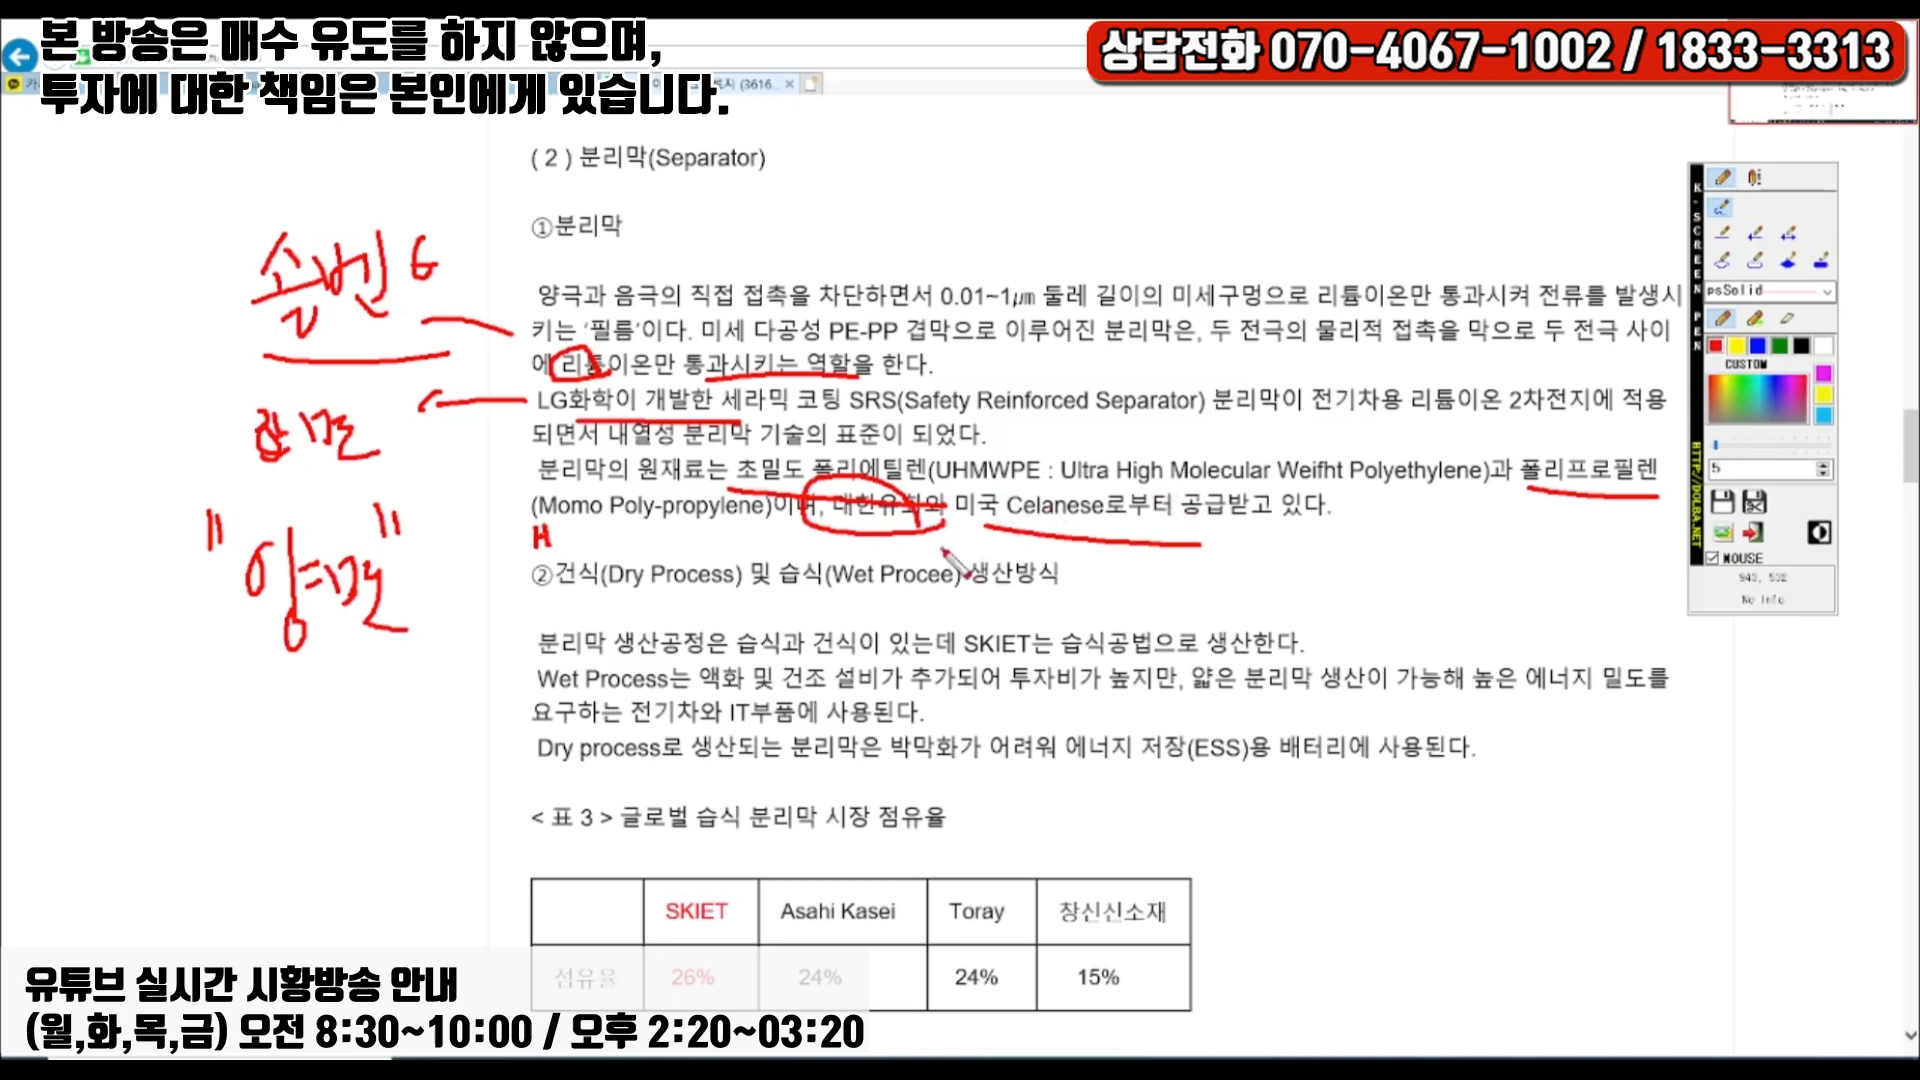 본 방송은 매수 유도를 하지 않으며,
투자에 대한 책임은 본인에게 있습니다.
상담전화 070-4067-1002 / 1833-3313
(3616...
( 2 ) 분리막(Separator)
①분리막
양극과 음극의 직접 접촉을 차단하면서 0.01~1㎛ 둘레 길이의 미세구멍으로 리튬이온만 통과시켜 전류를 발생시
키는 ‘필름’이다. 미세 다공성 PE-PP 겹막으로 이루어진 분리막은, 두 전극의 물리적 접촉을 막으로 두 전극 사이
에 리튬이온만 통과시키는 역할을 한다.
LG화학이 개발한 세라믹 코팅 SRS(Safety Reinforced Separator) 분리막이 전기차용 리튬이온 2차전지에 적용
되면서 내열성 분리막 기술의 표준이 되었다.
분리막의 원재료는 초밀도 폴리에틸렌(UHMWPE : Ultra High Molecular Weifht Polyethylene)과 폴리프로필렌
(Momo Poly-propylene)이며, 대한유화와 미국 Celanese로부터 공급받고 있다.
②건식(Dry Process) 및 습식(Wet Procee) 생산방식
분리막 생산공정은 습식과 건식이 있는데 SKIET는 습식공법으로 생산한다.
Wet Process는 액화 및 건조 설비가 추가되어 투자비가 높지만, 얇은 분리막 생산이 가능해 높은 에너지 밀도를
요구하는 전기차와 IT부품에 사용된다.
Dry process로 생산되는 분리막은 박막화가 어려워 에너지 저장(ESS)용 배터리에 사용된다.
< 표 3 > 글로벌 습식 분리막 시장 점유율
SKIET Asahi Kasei Toray 창신신소재
점유율 26% 24% 24% 15%
솔벤
K-SCREEN PEN
HTTP://DOLBA.NET
psSolid
CUSTOM
5
MOUSE
943, 532
No Info
유튜브 실시간 시황방송 안내
(월,화,목,금) 오전 8:30~10:00 / 오후 2:20~03:20